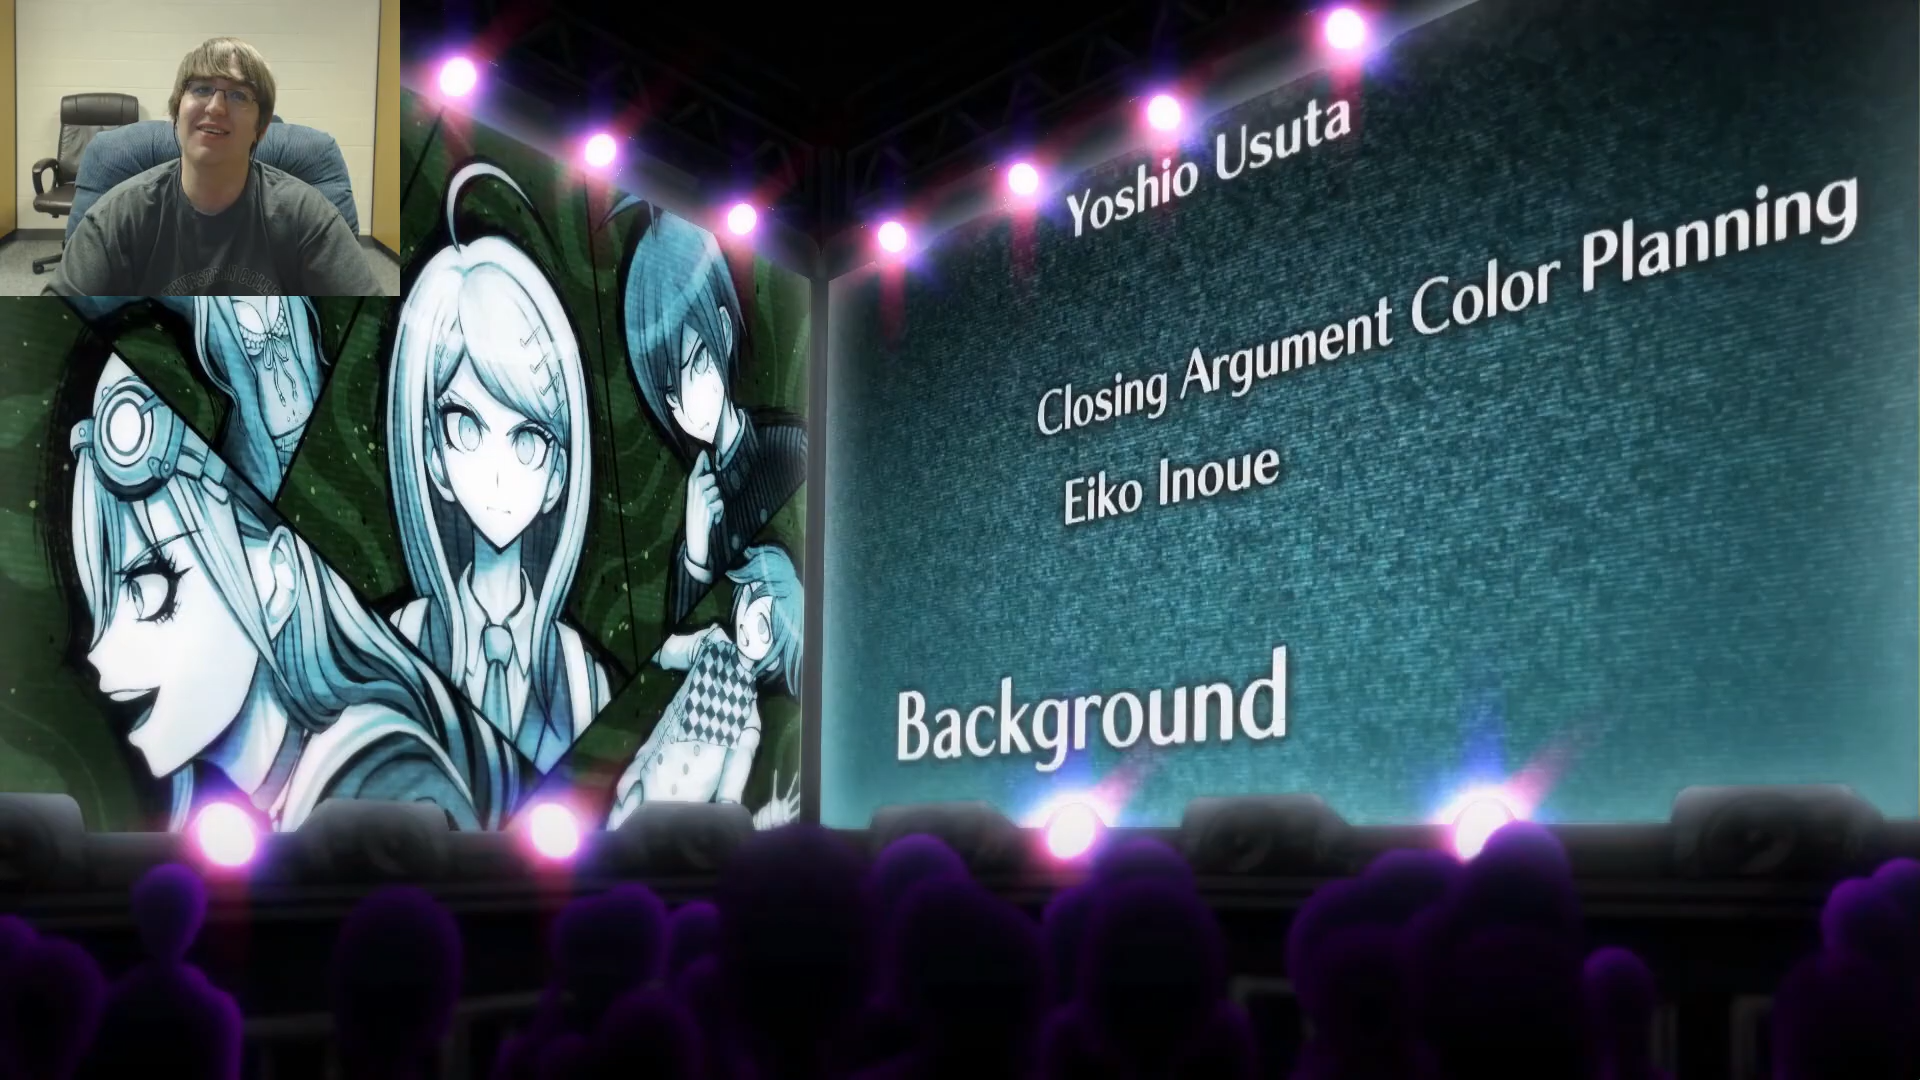 Yoshio Usuta
Closing Argument Color Planning
Eiko Inoue
Background